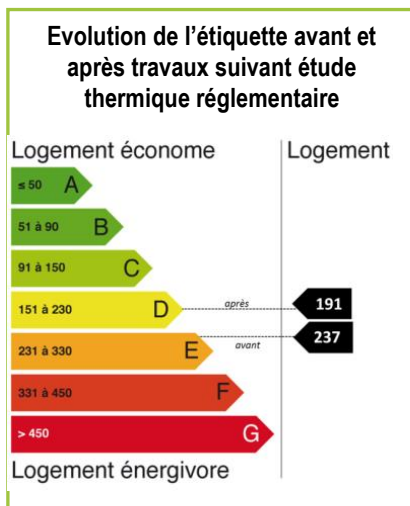 Evolution de l’étiquette avant et
après travaux suivant étude
thermique réglementaire
Logement économe
Logement
≤ 50 A
51 à 90 B
91 à 150 C
151 à 230 D
après
191
231 à 330 E
avant
237
331 à 450 F
> 450 G
Logement énergivore